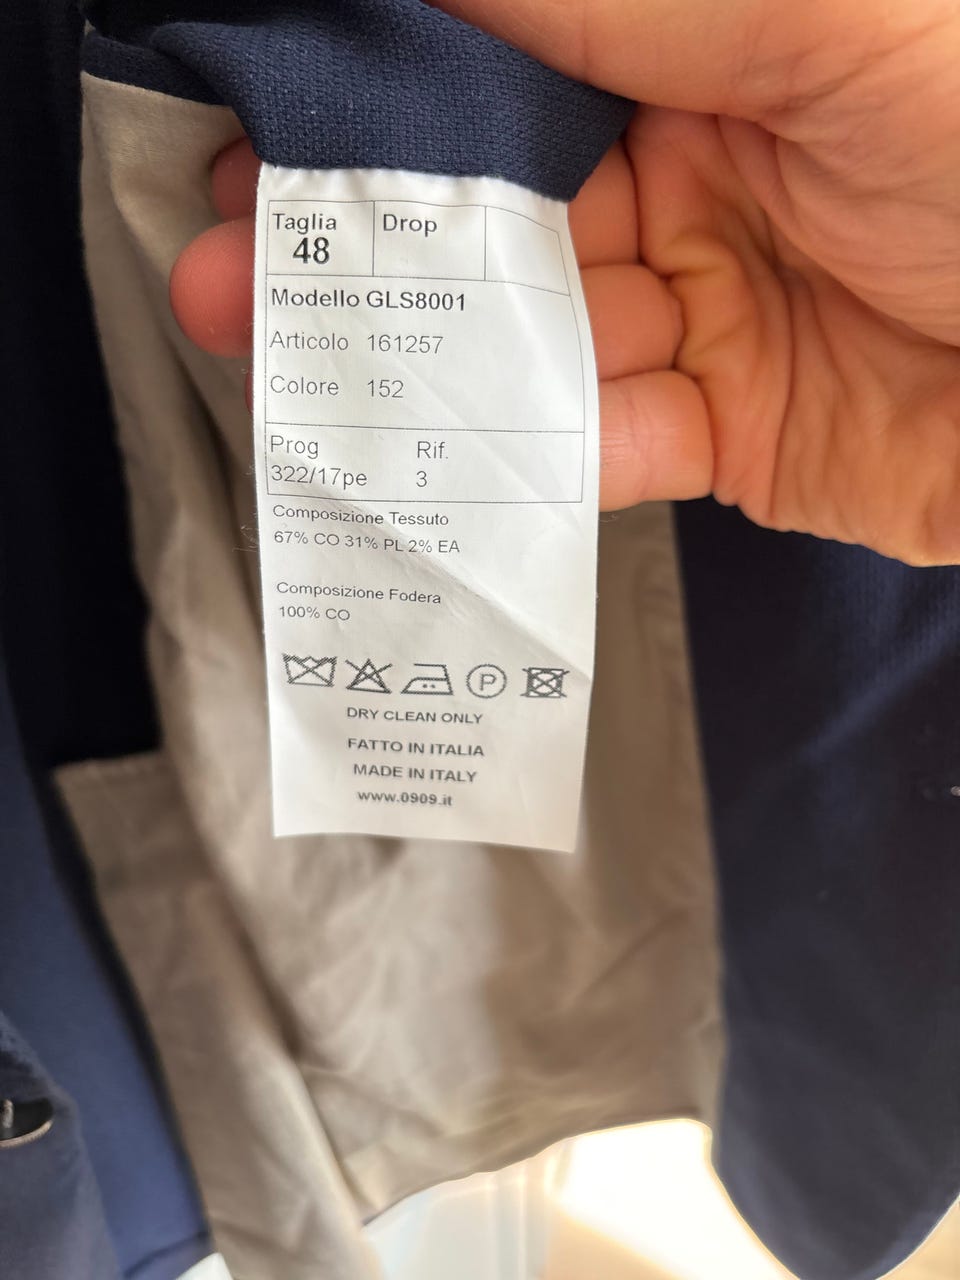 Taglia Drop
48
Modello GLS8001
Articolo 161257
Colore 152
Prog Rif.
322/17pe 3
Composizione Tessuto
67% CO 31% PL 2% EA
Composizione Fodera
100% CO
P
DRY CLEAN ONLY
FATTO IN ITALIA
MADE IN ITALY
www.0909.it